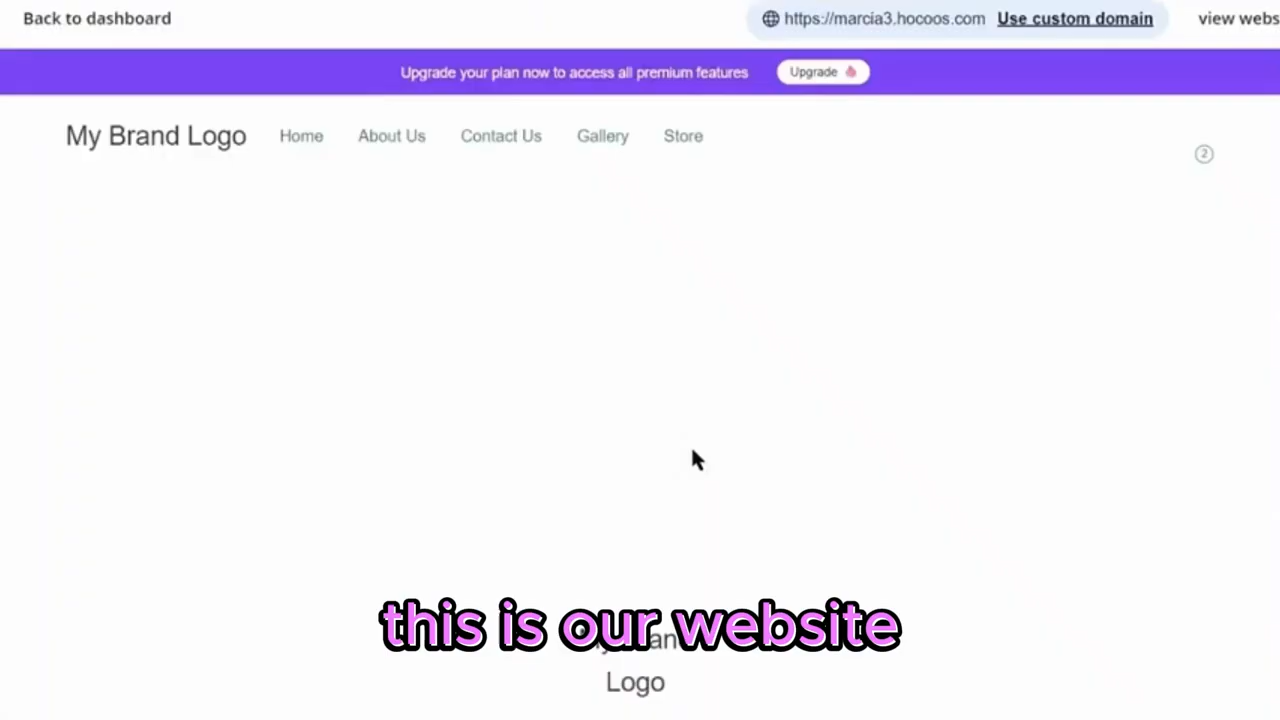 Back to dashboard
https://marcia3.hocoos.com Use custom domain
view webs
Upgrade your plan now to access all premium features
Upgrade
My Brand Logo
Home
About Us
Contact Us
Gallery
Store
2
this is our website
Logo